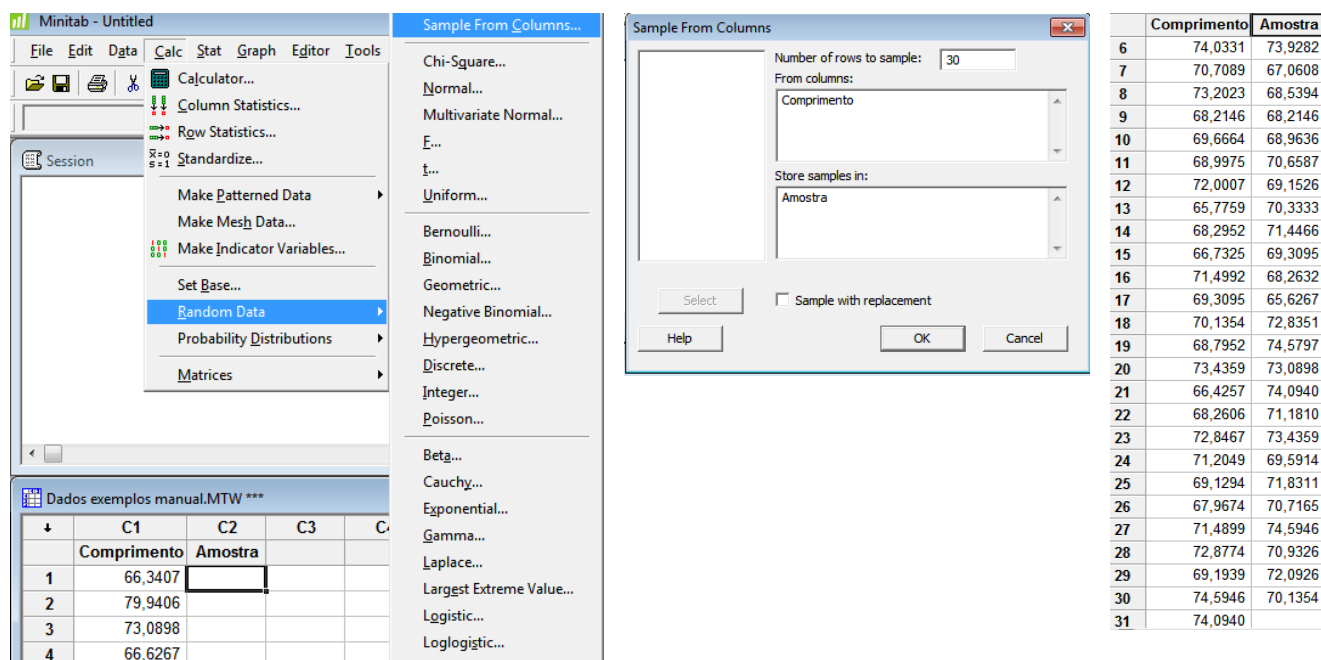 Minitab - Untitled
File Edit Data Calc Stat Graph Editor Tools
Calculator...
Column Statistics...
Row Statistics...
Standardize...
Make Patterned Data
Make Mesh Data...
Make Indicator Variables...
Set Base...
Random Data
Probability Distributions
Matrices
Session
Dados exemplos manual.MTW ***
C1 C2 C3
Comprimento Amostra
1 66,3407
2 79,9406
3 73,0898
4 66,6267
Sample From Columns...
Chi-Square...
Normal...
Multivariate Normal...
F...
t...
Uniform...
Bernoulli...
Binomial...
Geometric...
Negative Binomial...
Hypergeometric...
Discrete...
Integer...
Poisson...
Beta...
Cauchy...
Exponential...
Gamma...
Laplace...
Largest Extreme Value...
Logistic...
Loglogistic...
Sample From Columns
Number of rows to sample: 30
From columns:
Comprimento
Store samples in:
Amostra
Select
Sample with replacement
Help OK Cancel
Comprimento Amostra
6 74,0331 73,9282
7 70,7089 67,0608
8 73,2023 68,5394
9 68,2146 68,2146
10 69,6664 68,9636
11 68,9975 70,6587
12 72,0007 69,1526
13 65,7759 70,3333
14 68,2952 71,4466
15 66,7325 69,3095
16 71,4992 68,2632
17 69,3095 65,6267
18 70,1354 72,8351
19 68,7952 74,5797
20 73,4359 73,0898
21 66,4257 74,0940
22 68,2606 71,1810
23 72,8467 73,4359
24 71,2049 69,5914
25 69,1294 71,8311
26 67,9674 70,7165
27 71,4899 74,5946
28 72,8774 70,9326
29 69,1939 72,0926
30 74,5946 70,1354
31 74,0940